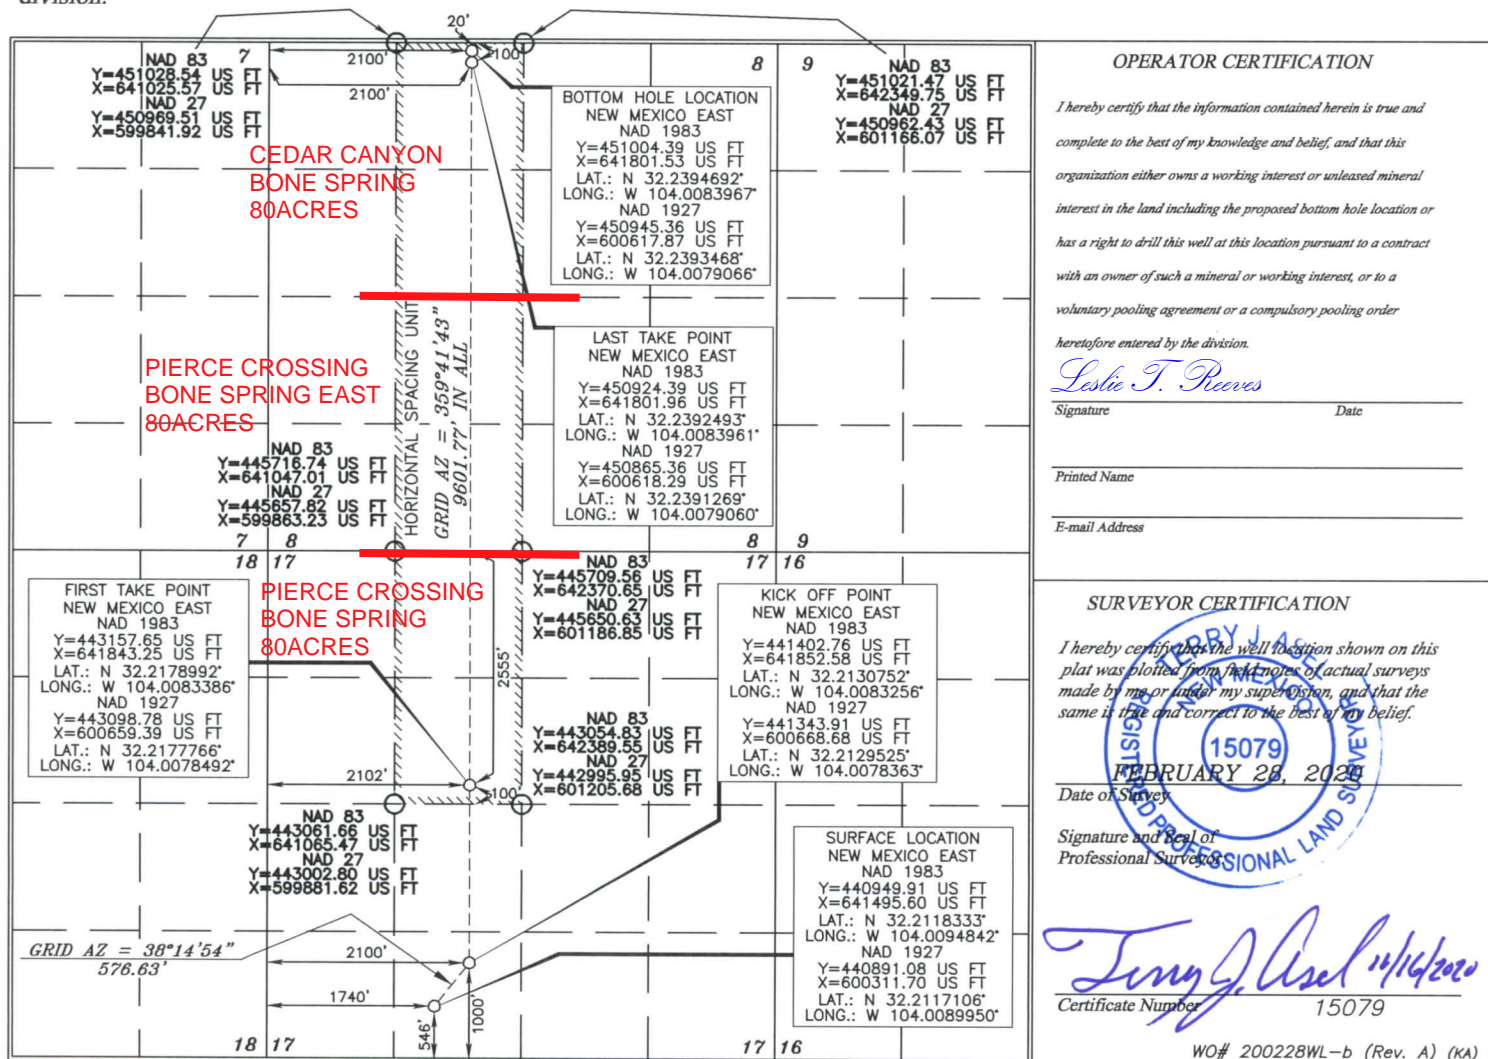 division.
20'
2100'
100'
2100'
7
8
9
NAD 83
Y=451028.54 US FT
X=641025.57 US FT
NAD 27
Y=450969.51 US FT
X=599841.92 US FT
NAD 83
Y=451021.47 US FT
X=642349.75 US FT
NAD 27
Y=450962.43 US FT
X=601166.07 US FT
CEDAR CANYON
BONE SPRING
80ACRES
BOTTOM HOLE LOCATION
NEW MEXICO EAST
NAD 1983
Y=451004.39 US FT
X=641801.53 US FT
LAT.: N 32.2394692°
LONG.: W 104.0083967°
NAD 1927
Y=450945.36 US FT
X=600617.87 US FT
LAT.: N 32.2393468°
LONG.: W 104.0079066°
HORIZONTAL SPACING UNIT
GRID AZ = 359°41'43"
9601.77' IN ALL
PIERCE CROSSING
BONE SPRING EAST
80ACRES
LAST TAKE POINT
NEW MEXICO EAST
NAD 1983
Y=450924.39 US FT
X=641801.96 US FT
LAT.: N 32.2392493°
LONG.: W 104.0083961°
NAD 1927
Y=450865.36 US FT
X=600618.29 US FT
LAT.: N 32.2391269°
LONG.: W 104.0079060°
NAD 83
Y=445716.74 US FT
X=641047.01 US FT
NAD 27
Y=445657.82 US FT
X=599863.23 US FT
7 8
18 17
8 9
17 16
FIRST TAKE POINT
NEW MEXICO EAST
NAD 1983
Y=443157.65 US FT
X=641843.25 US FT
LAT.: N 32.2178992°
LONG.: W 104.0083386°
NAD 1927
Y=443098.78 US FT
X=600659.39 US FT
LAT.: N 32.2177766°
LONG.: W 104.0078492°
PIERCE CROSSING
BONE SPRING
80ACRES
2555'
NAD 83
Y=445709.56 US FT
X=642370.65 US FT
NAD 27
Y=445650.63 US FT
X=601186.85 US FT
KICK OFF POINT
NEW MEXICO EAST
NAD 1983
Y=441402.76 US FT
X=641852.58 US FT
LAT.: N 32.2130752°
LONG.: W 104.0083256°
NAD 1927
Y=441343.91 US FT
X=600668.68 US FT
LAT.: N 32.2129525°
LONG.: W 104.0078363°
NAD 83
Y=443054.83 US FT
X=642389.55 US FT
NAD 27
Y=442995.95 US FT
X=601205.68 US FT
2102'
100'
NAD 83
Y=443061.66 US FT
X=641065.47 US FT
NAD 27
Y=443002.80 US FT
X=599881.62 US FT
SURFACE LOCATION
NEW MEXICO EAST
NAD 1983
Y=440949.91 US FT
X=641495.60 US FT
LAT.: N 32.2118333°
LONG.: W 104.0094842°
NAD 1927
Y=440891.08 US FT
X=600311.70 US FT
LAT.: N 32.2117106°
LONG.: W 104.0089950°
GRID AZ = 38°14'54"
576.63'
2100'
1740'
546'
1000'
18 17
17 16
OPERATOR CERTIFICATION
I hereby certify that the information contained herein is true and
complete to the best of my knowledge and belief, and that this
organization either owns a working interest or unleased mineral
interest in the land including the proposed bottom hole location or
has a right to drill this well at this location pursuant to a contract
with an owner of such a mineral or working interest, or to a
voluntary pooling agreement or a compulsory pooling order
heretofore entered by the division.
Leslie T. Reeves
Signature Date
Printed Name
E-mail Address
SURVEYOR CERTIFICATION
I hereby certify that the well location shown on this
plat was plotted from field notes of actual surveys
made by me or under my supervision, and that the
same is true and correct to the best of my belief.
TERRY J. ASEL
NEW MEXICO
15079
REGISTERED PROFESSIONAL LAND SURVEYOR
FEBRUARY 28, 2020
Date of Survey
Signature and Seal of
Professional Surveyor:
Terry J. Asel 11/16/2020
Certificate Number 15079
WO# 200228WL-b (Rev. A) (KA)